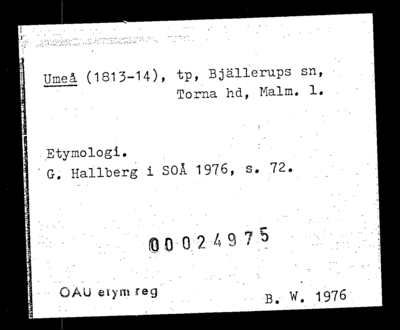 Umeå (1813-14), tp, Bjällerups sn,
Torna hd, Malm. l.
Etymologi.
G. Hallberg i SOÅ 1976, s. 72.
00024975
OAU etym reg
B. W. 1976